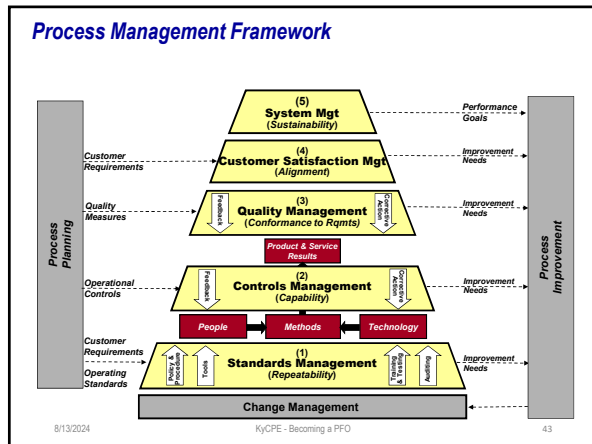 Process Management Framework
(5)
System Mgt
(Sustainability)
Performance
Goals
(4)
Customer Satisfaction Mgt
(Alignment)
Customer
Requirements
Improvement
Needs
(3)
Quality Management
(Conformance to Rqmts)
Feedback
Corrective
Action
Quality
Measures
Improvement
Needs
Product & Service
Results
(2)
Controls Management
(Capability)
Feedback
Corrective
Action
Operational
Controls
Improvement
Needs
People
Methods
Technology
Customer
Requirements
Operating
Standards
(1)
Standards Management
(Repeatability)
Policy &
Procedure
Tools
Training
& Testing
Auditing
Improvement
Needs
Change Management
Process
Planning
Process
Improvement
8/13/2024
KyCPE - Becoming a PFO
43